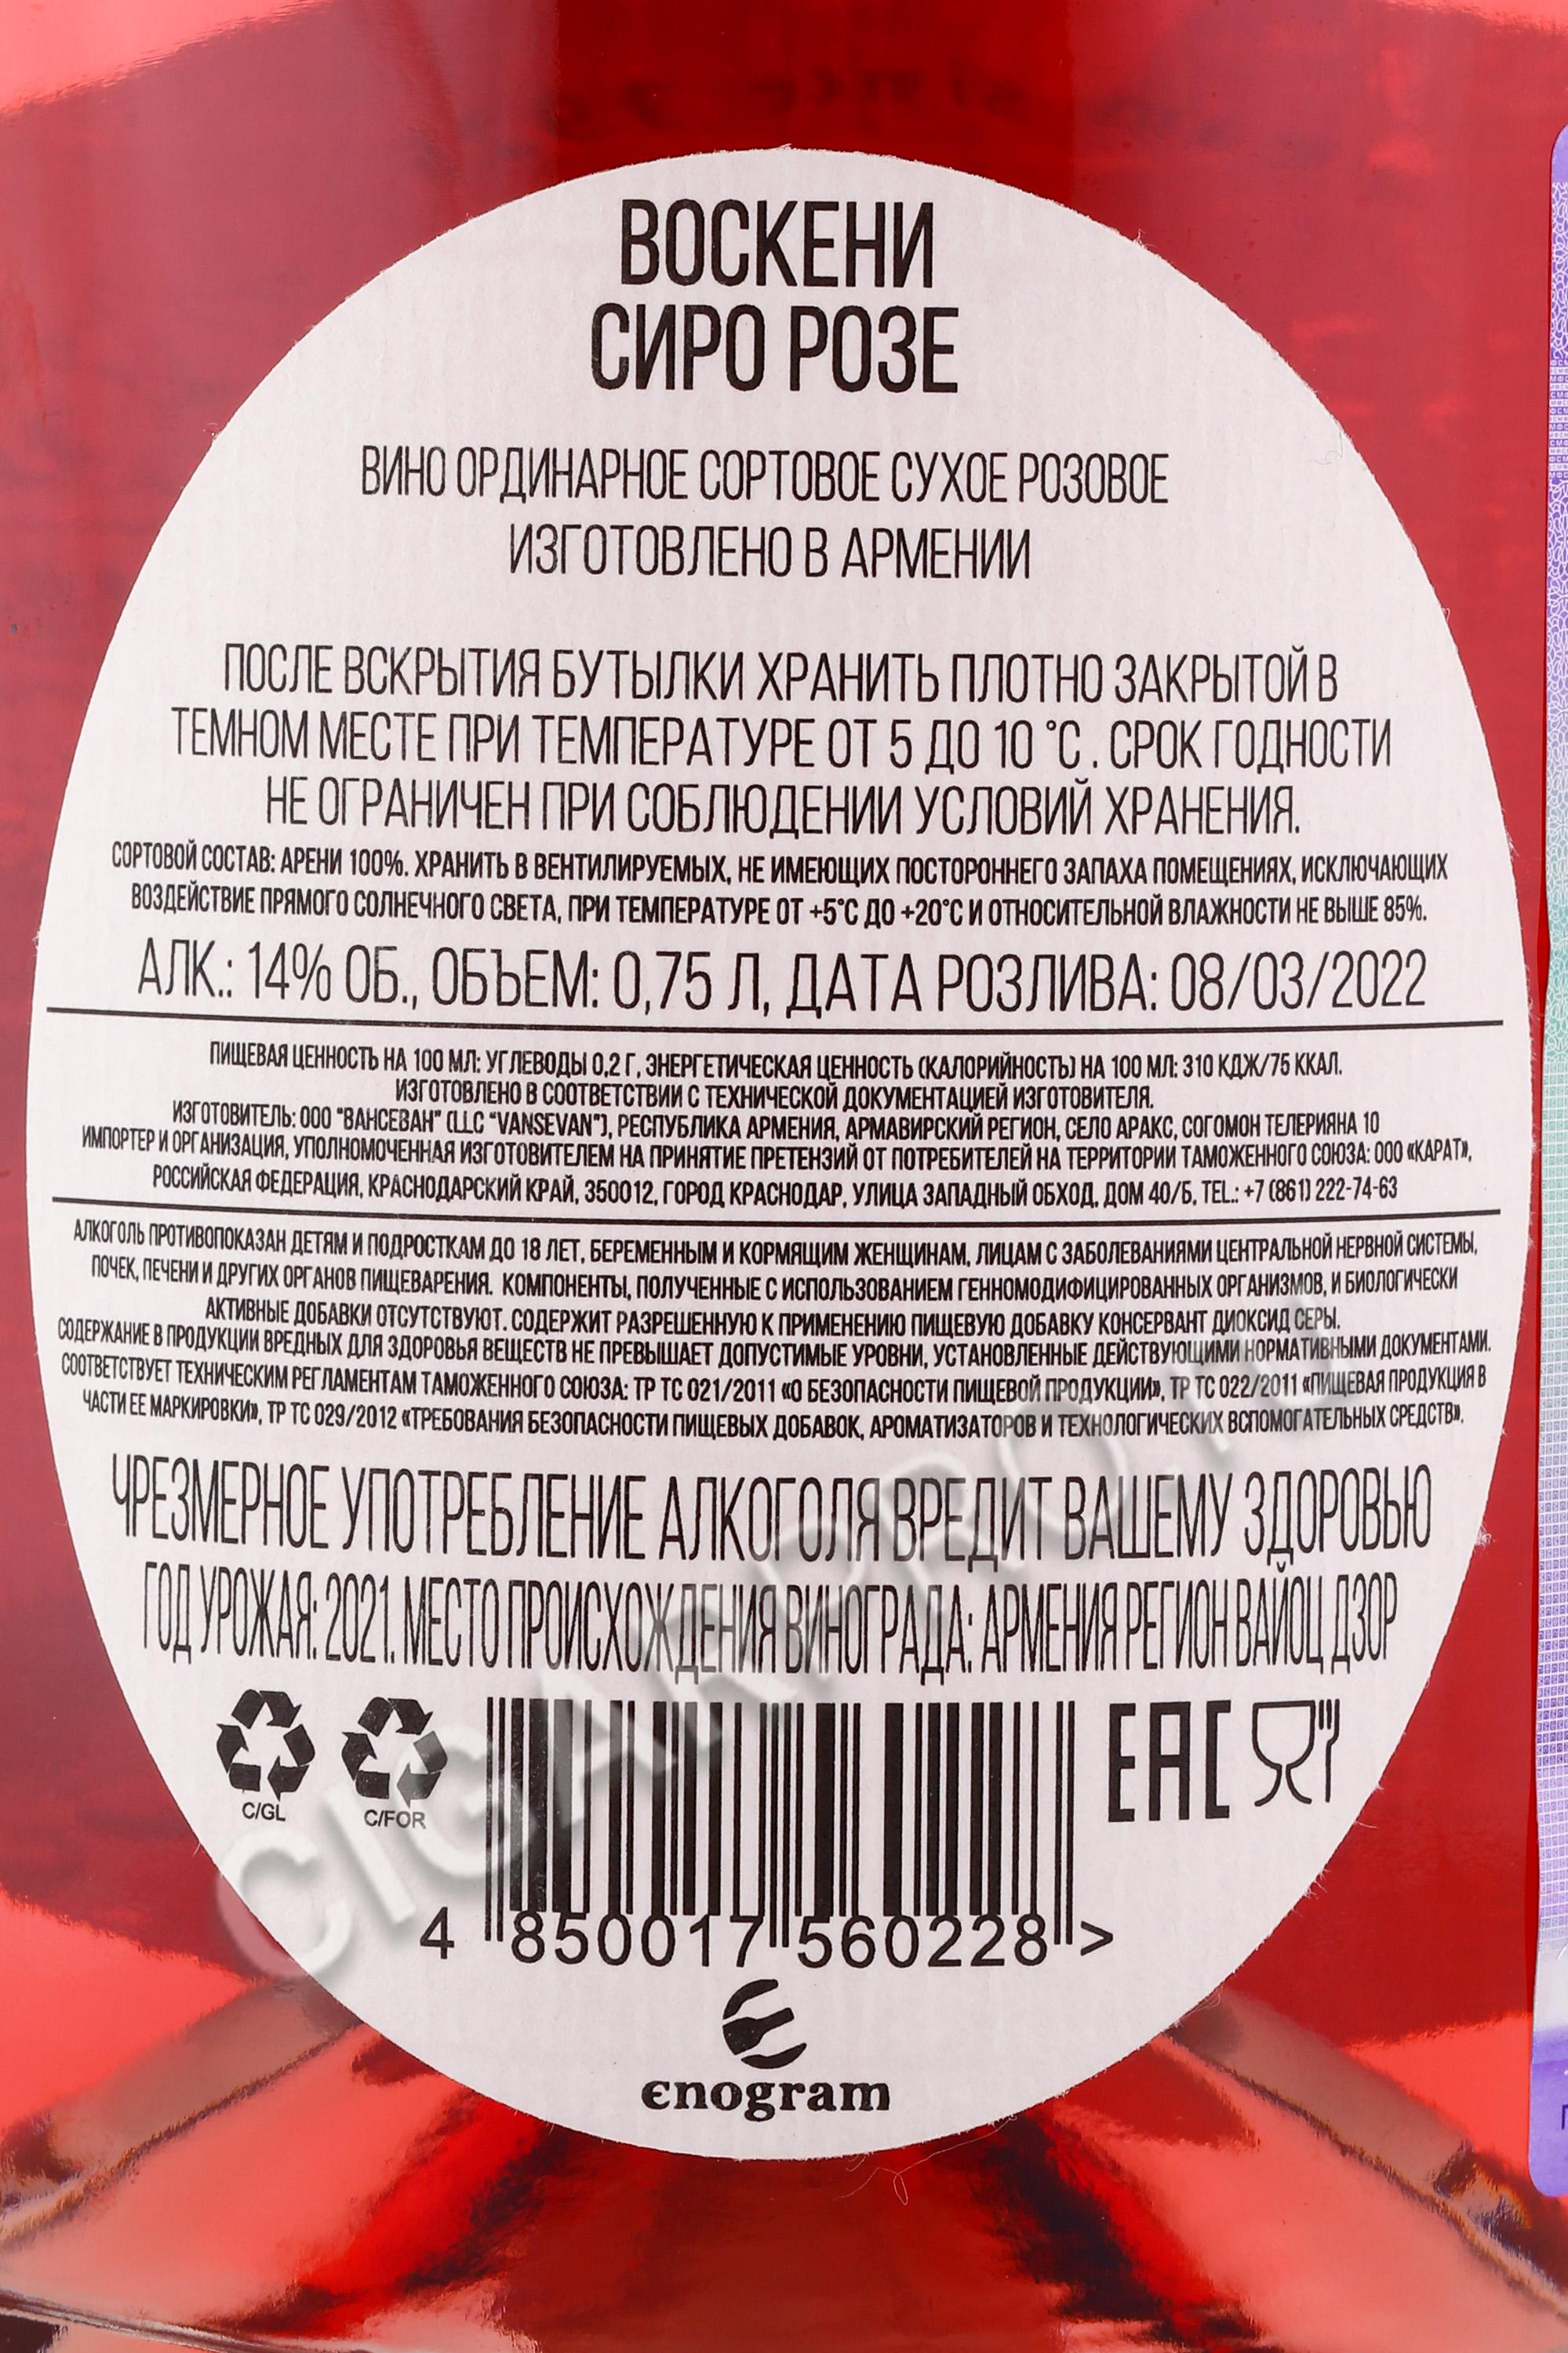 ВОСКЕНИ
СИРО РОЗЕ
ВИНО ОРДИНАРНОЕ СОРТОВОЕ СУХОЕ РОЗОВОЕ
ИЗГОТОВЛЕНО В АРМЕНИИ
ПОСЛЕ ВСКРЫТИЯ БУТЫЛКИ ХРАНИТЬ ПЛОТНО ЗАКРЫТОЙ В
ТЕМНОМ МЕСТЕ ПРИ ТЕМПЕРАТУРЕ ОТ 5 ДО 10 °С . СРОК ГОДНОСТИ
НЕ ОГРАНИЧЕН ПРИ СОБЛЮДЕНИИ УСЛОВИЙ ХРАНЕНИЯ.
СОРТОВОЙ СОСТАВ: АРЕНИ 100%. ХРАНИТЬ В ВЕНТИЛИРУЕМЫХ, НЕ ИМЕЮЩИХ ПОСТОРОННЕГО ЗАПАХА ПОМЕЩЕНИЯХ, ИСКЛЮЧАЮЩИХ
ВОЗДЕЙСТВИЕ ПРЯМОГО СОЛНЕЧНОГО СВЕТА, ПРИ ТЕМПЕРАТУРЕ ОТ +5°С ДО +20°С И ОТНОСИТЕЛЬНОЙ ВЛАЖНОСТИ НЕ ВЫШЕ 85%.
АЛК.: 14% ОБ., ОБЪЕМ: 0,75 Л, ДАТА РОЗЛИВА: 08/03/2022
ПИЩЕВАЯ ЦЕННОСТЬ НА 100 МЛ: УГЛЕВОДЫ 0,2 Г, ЭНЕРГЕТИЧЕСКАЯ ЦЕННОСТЬ (КАЛОРИЙНОСТЬ) НА 100 МЛ: 310 КДЖ/75 ККАЛ.
ИЗГОТОВЛЕНО В СООТВЕТСТВИИ С ТЕХНИЧЕСКОЙ ДОКУМЕНТАЦИЕЙ ИЗГОТОВИТЕЛЯ.
ИЗГОТОВИТЕЛЬ: ООО "ВАНСЕВАН" (LLC "VANSEVAN"), РЕСПУБЛИКА АРМЕНИЯ, АРМАВИРСКИЙ РЕГИОН, СЕЛО АРАКС, СОГОМОН ТЕЛЕРИЯНА 10
ИМПОРТЕР И ОРГАНИЗАЦИЯ, УПОЛНОМОЧЕННАЯ ИЗГОТОВИТЕЛЕМ НА ПРИНЯТИЕ ПРЕТЕНЗИЙ ОТ ПОТРЕБИТЕЛЕЙ НА ТЕРРИТОРИИ ТАМОЖЕННОГО СОЮЗА: ООО «КАРАТ»,
РОССИЙСКАЯ ФЕДЕРАЦИЯ, КРАСНОДАРСКИЙ КРАЙ, 350012, ГОРОД КРАСНОДАР, УЛИЦА ЗАПАДНЫЙ ОБХОД, ДОМ 40/Б, TEL.: +7 (861) 222-74-63
АЛКОГОЛЬ ПРОТИВОПОКАЗАН ДЕТЯМ И ПОДРОСТКАМ ДО 18 ЛЕТ, БЕРЕМЕННЫМ И КОРМЯЩИМ ЖЕНЩИНАМ, ЛИЦАМ С ЗАБОЛЕВАНИЯМИ ЦЕНТРАЛЬНОЙ НЕРВНОЙ СИСТЕМЫ,
ПОЧЕК, ПЕЧЕНИ И ДРУГИХ ОРГАНОВ ПИЩЕВАРЕНИЯ. КОМПОНЕНТЫ, ПОЛУЧЕННЫЕ С ИСПОЛЬЗОВАНИЕМ ГЕННОМОДИФИЦИРОВАННЫХ ОРГАНИЗМОВ, И БИОЛОГИЧЕСКИ
АКТИВНЫЕ ДОБАВКИ ОТСУТСТВУЮТ. СОДЕРЖИТ РАЗРЕШЕННУЮ К ПРИМЕНЕНИЮ ПИЩЕВУЮ ДОБАВКУ КОНСЕРВАНТ ДИОКСИД СЕРЫ.
СОДЕРЖАНИЕ В ПРОДУКЦИИ ВРЕДНЫХ ДЛЯ ЗДОРОВЬЯ ВЕЩЕСТВ НЕ ПРЕВЫШАЕТ ДОПУСТИМЫЕ УРОВНИ, УСТАНОВЛЕННЫЕ ДЕЙСТВУЮЩИМИ НОРМАТИВНЫМИ ДОКУМЕНТАМИ.
СООТВЕТСТВУЕТ ТЕХНИЧЕСКИМ РЕГЛАМЕНТАМ ТАМОЖЕННОГО СОЮЗА: ТР ТС 021/2011 «О БЕЗОПАСНОСТИ ПИЩЕВОЙ ПРОДУКЦИИ», ТР ТС 022/2011 «ПИЩЕВАЯ ПРОДУКЦИЯ В
ЧАСТИ ЕЕ МАРКИРОВКИ», ТР ТС 029/2012 «ТРЕБОВАНИЯ БЕЗОПАСНОСТИ ПИЩЕВЫХ ДОБАВОК, АРОМАТИЗАТОРОВ И ТЕХНОЛОГИЧЕСКИХ ВСПОМОГАТЕЛЬНЫХ СРЕДСТВ».
ЧРЕЗМЕРНОЕ УПОТРЕБЛЕНИЕ АЛКОГОЛЯ ВРЕДИТ ВАШЕМУ ЗДОРОВЬЮ
ГОД УРОЖАЯ: 2021. МЕСТО ПРОИСХОЖДЕНИЯ ВИНОГРАДА: АРМЕНИЯ РЕГИОН ВАЙОЦ ДЗОР
C/GL C/FOR EAC
4 850017 560228 >
enogram
CIGARPRO.ru